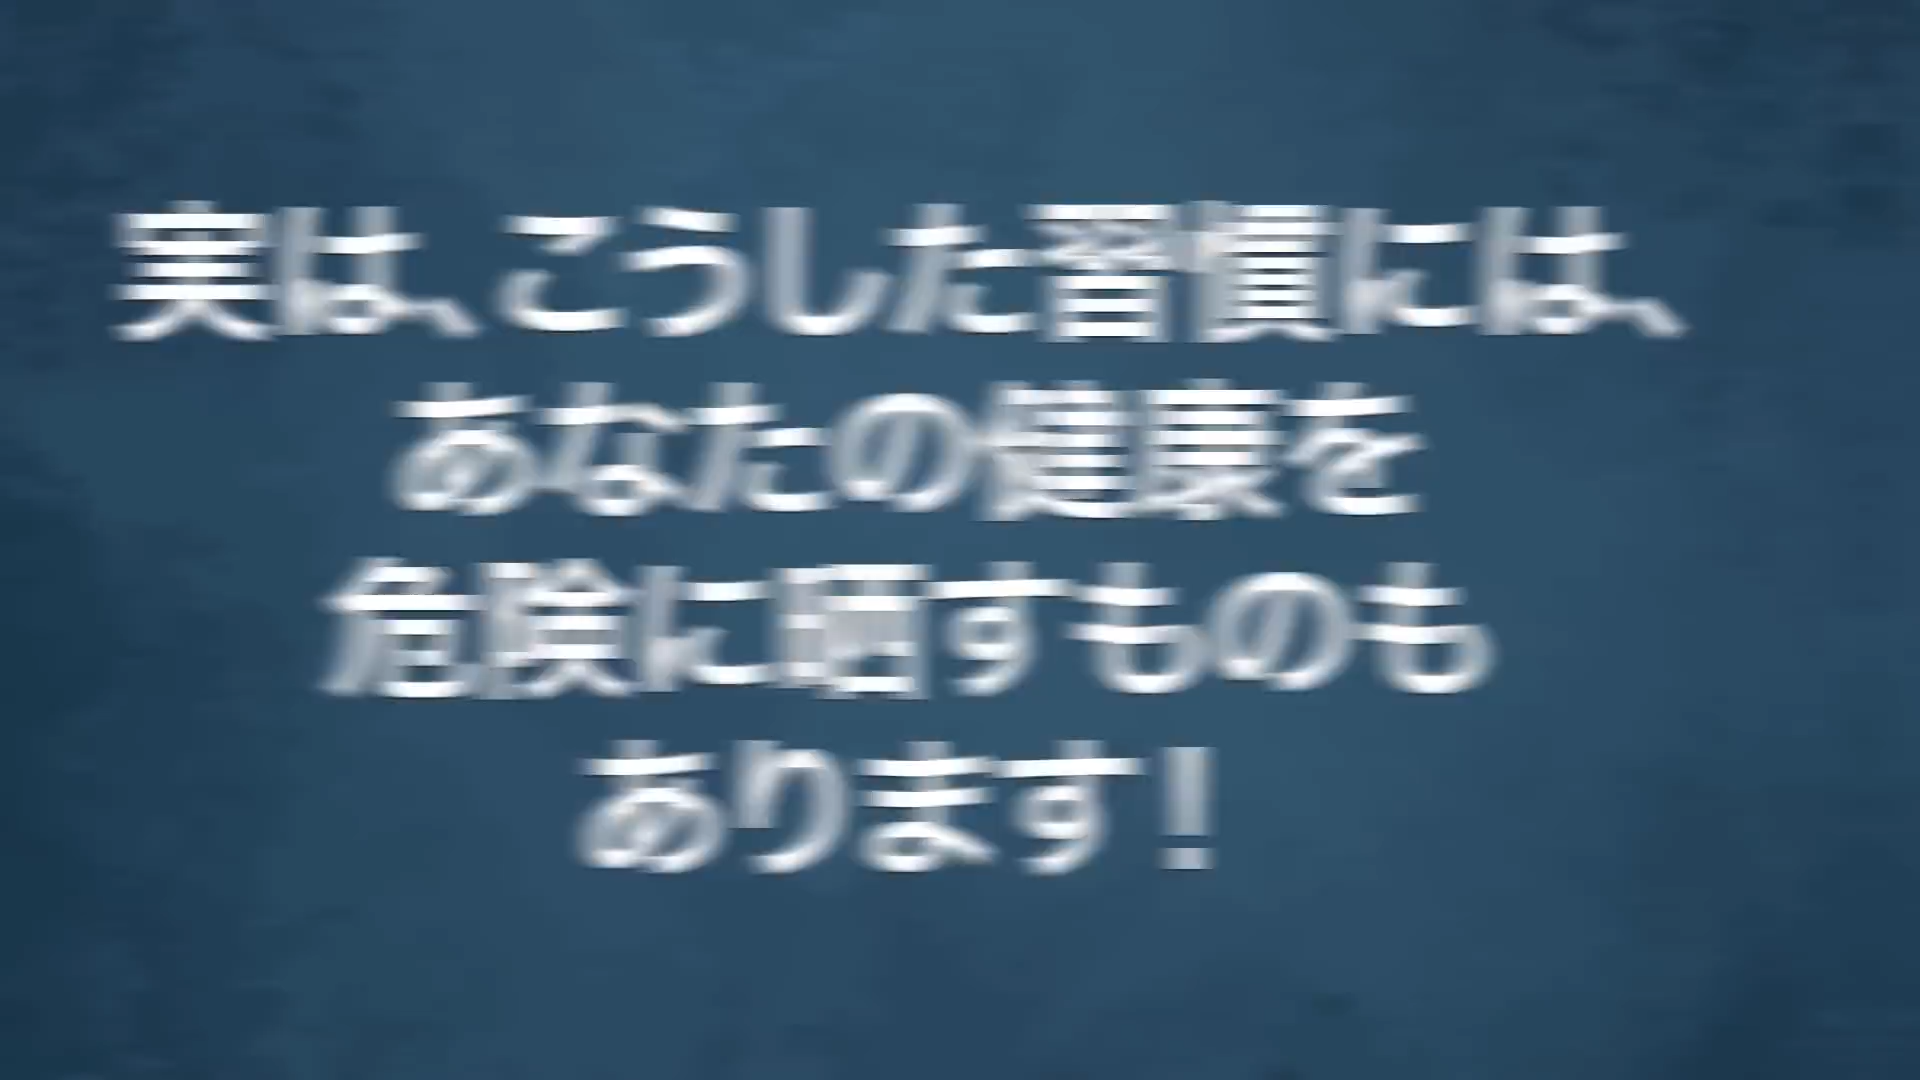 実は、こうした習慣には、
あなたの健康を
危険に晒すものも
あります！